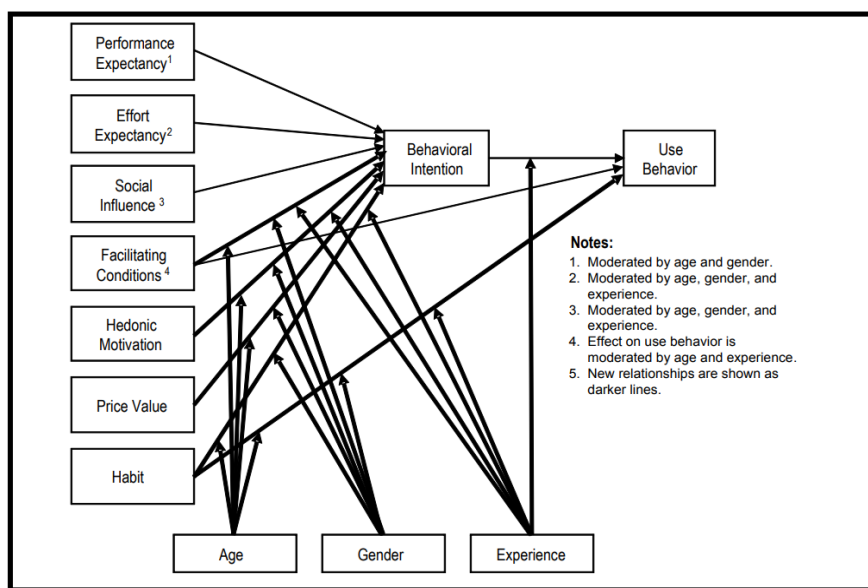 Performance
Expectancy¹
Effort
Expectancy²
Social
Influence ³
Facilitating
Conditions ⁴
Hedonic
Motivation
Price Value
Habit
Behavioral
Intention
Use
Behavior
Notes:
1. Moderated by age and gender.
2. Moderated by age, gender, and
experience.
3. Moderated by age, gender, and
experience.
4. Effect on use behavior is
moderated by age and experience.
5. New relationships are shown as
darker lines.
Age
Gender
Experience